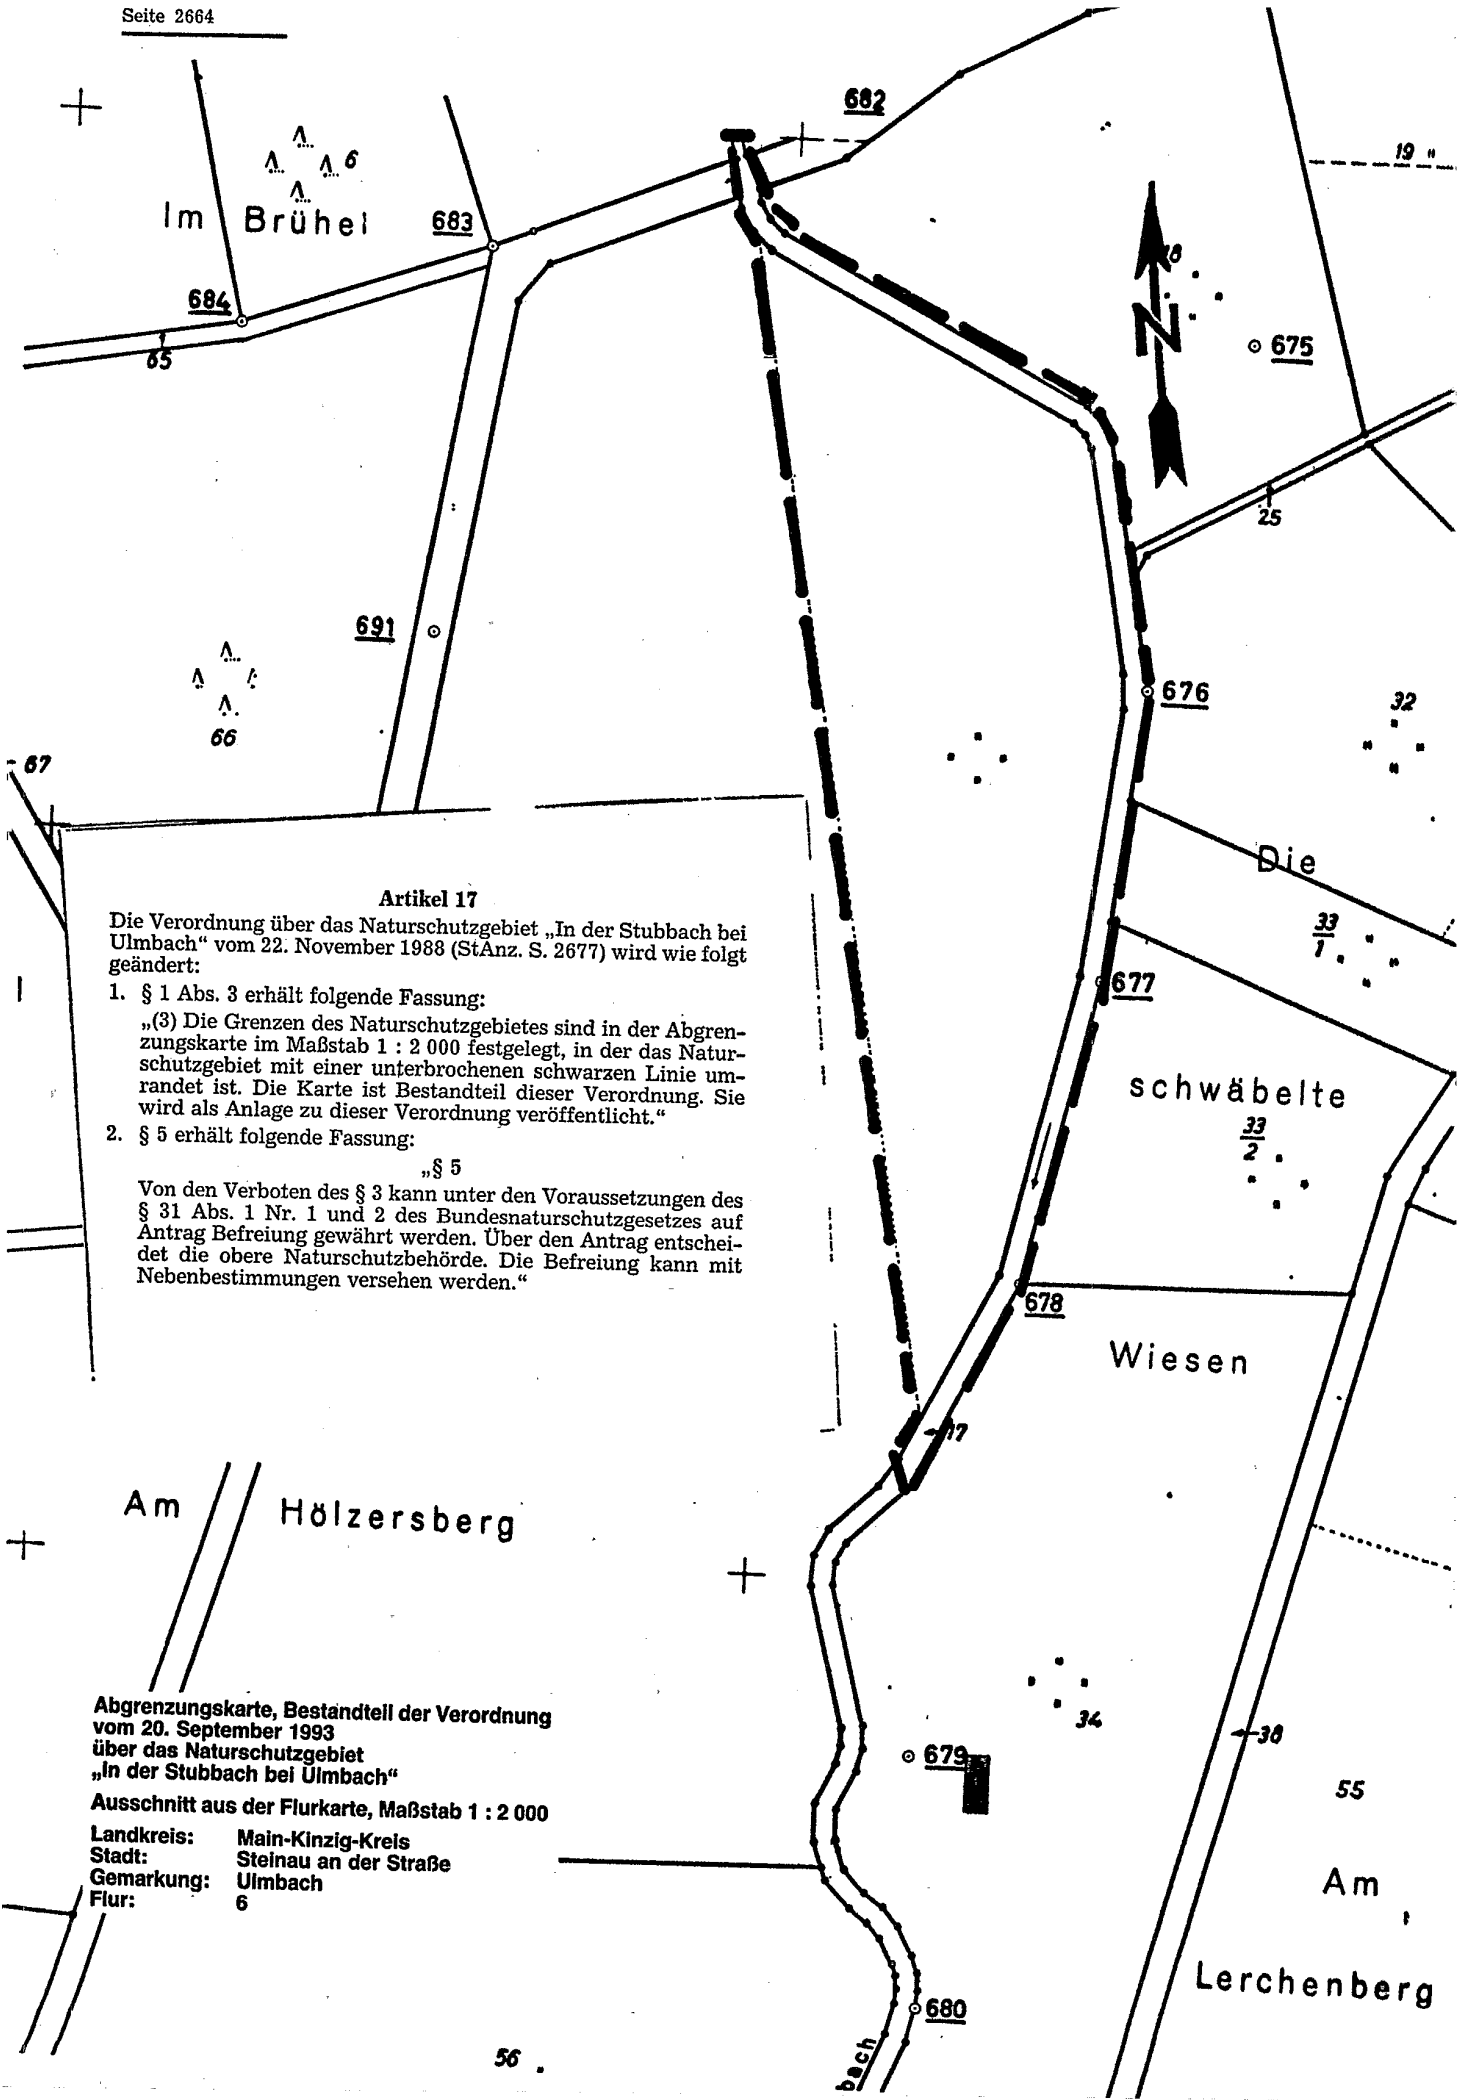 Seite 2664
682
19 "
6
Im Brühel
683
18
684
N
675
65
25
691
676
32
66
67
Die
Artikel 17
Die Verordnung über das Naturschutzgebiet „In der Stubbach bei
Ulmbach“ vom 22. November 1988 (StAnz. S. 2677) wird wie folgt
geändert:
1. § 1 Abs. 3 erhält folgende Fassung:
„(3) Die Grenzen des Naturschutzgebietes sind in der Abgren-
zungskarte im Maßstab 1 : 2 000 festgelegt, in der das Natur-
schutzgebiet mit einer unterbrochenen schwarzen Linie um-
randet ist. Die Karte ist Bestandteil dieser Verordnung. Sie
wird als Anlage zu dieser Verordnung veröffentlicht.“
2. § 5 erhält folgende Fassung:
„§ 5
Von den Verboten des § 3 kann unter den Voraussetzungen des
§ 31 Abs. 1 Nr. 1 und 2 des Bundesnaturschutzgesetzes auf
Antrag Befreiung gewährt werden. Über den Antrag entschei-
det die obere Naturschutzbehörde. Die Befreiung kann mit
Nebenbestimmungen versehen werden.“
33
1
677
schwäbelte
33
2
678
Wiesen
17
Am Hölzersberg
34
38
679
55
Abgrenzungskarte, Bestandteil der Verordnung
vom 20. September 1993
über das Naturschutzgebiet
„In der Stubbach bei Ulmbach“
Ausschnitt aus der Flurkarte, Maßstab 1 : 2 000
Landkreis: Main-Kinzig-Kreis
Stadt: Steinau an der Straße
Gemarkung: Ulmbach
Flur: 6
Am
Lerchenberg
680
bach
56